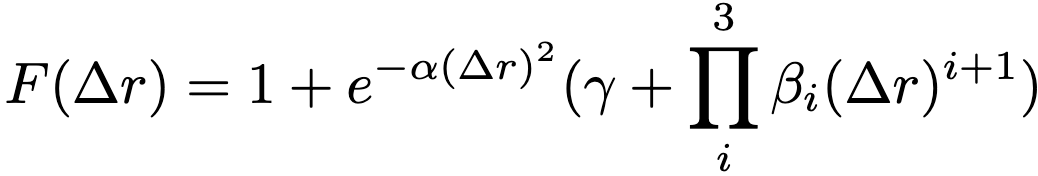 F(Δr) = 1 + e^{-α(Δr)^2}(γ + ∏_{i}^{3} β_i(Δr)^{i+1})